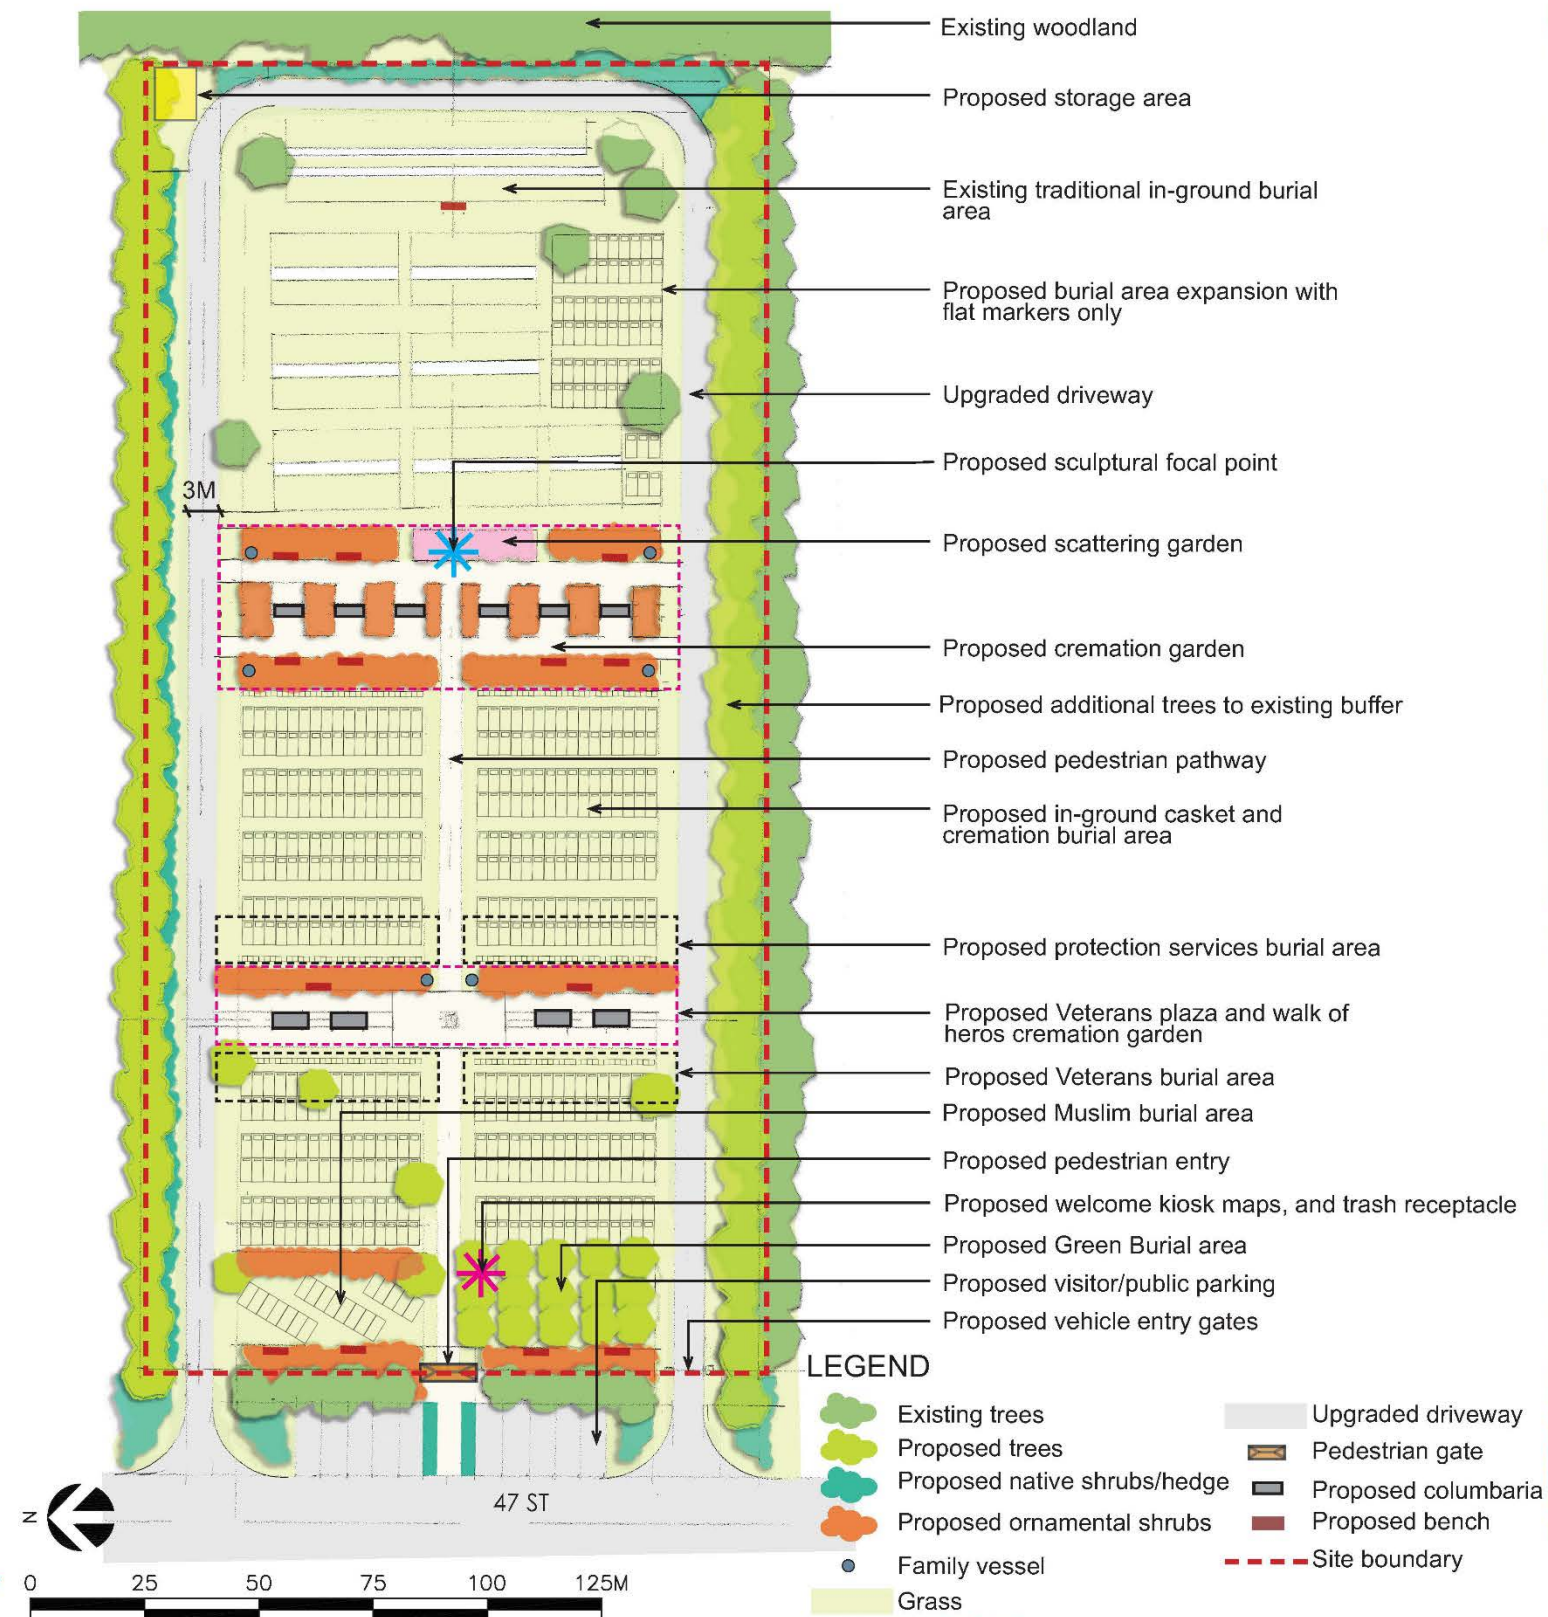 Existing woodland
Proposed storage area
Existing traditional in-ground burial
area
Proposed burial area expansion with
flat markers only
Upgraded driveway
Proposed sculptural focal point
3M
Proposed scattering garden
Proposed cremation garden
Proposed additional trees to existing buffer
Proposed pedestrian pathway
Proposed in-ground casket and
cremation burial area
Proposed protection services burial area
Proposed Veterans plaza and walk of
heros cremation garden
Proposed Veterans burial area
Proposed Muslim burial area
Proposed pedestrian entry
Proposed welcome kiosk maps, and trash receptacle
Proposed Green Burial area
Proposed visitor/public parking
Proposed vehicle entry gates
LEGEND
Existing trees
Proposed trees
Proposed native shrubs/hedge
Proposed ornamental shrubs
Family vessel
Grass
Upgraded driveway
Pedestrian gate
Proposed columbaria
Proposed bench
Site boundary
47 ST
N
0 25 50 75 100 125M